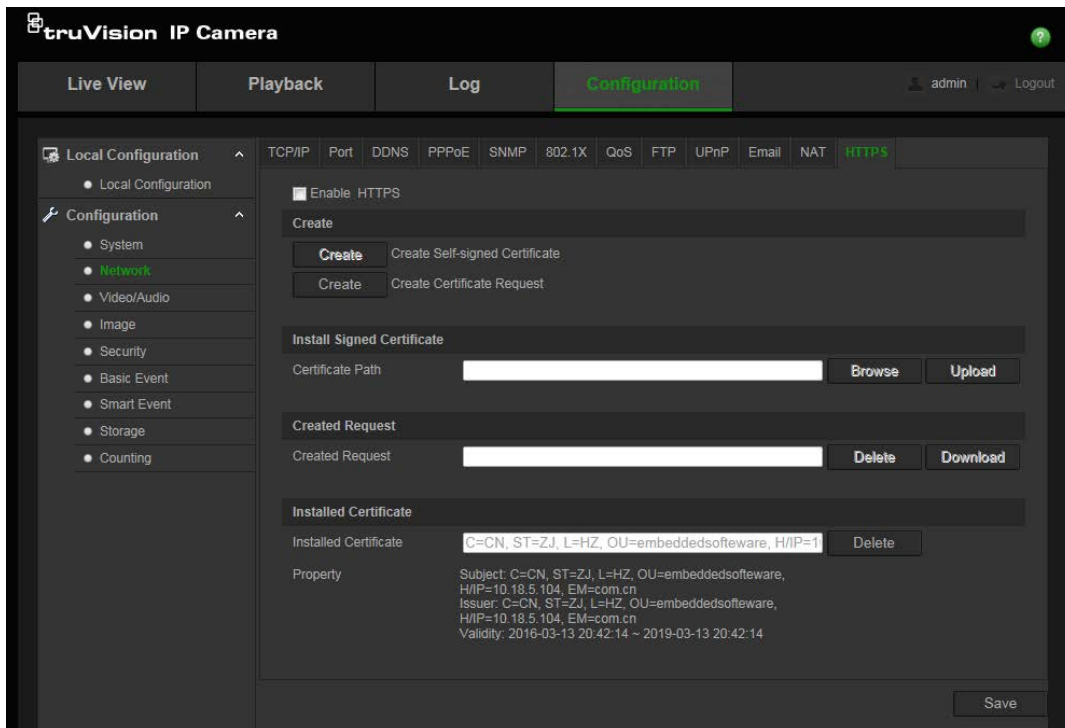 truVision IP Camera
?
Live View Playback Log Configuration admin Logout
Local Configuration
Local Configuration
Configuration
System
Network
Video/Audio
Image
Security
Basic Event
Smart Event
Storage
Counting
TCP/IP Port DDNS PPPoE SNMP 802.1X QoS FTP UPnP Email NAT HTTPS
Enable HTTPS
Create
Create Create Self-signed Certificate
Create Create Certificate Request
Install Signed Certificate
Certificate Path Browse Upload
Created Request
Created Request Delete Download
Installed Certificate
Installed Certificate C=CN, ST=ZJ, L=HZ, OU=embeddedsofteware, H/IP=1 Delete
Property Subject: C=CN, ST=ZJ, L=HZ, OU=embeddedsofteware,
H/IP=10.18.5.104, EM=com.cn
Issuer: C=CN, ST=ZJ, L=HZ, OU=embeddedsofteware,
H/IP=10.18.5.104, EM=com.cn
Validity: 2016-03-13 20:42:14 ~ 2019-03-13 20:42:14
Save